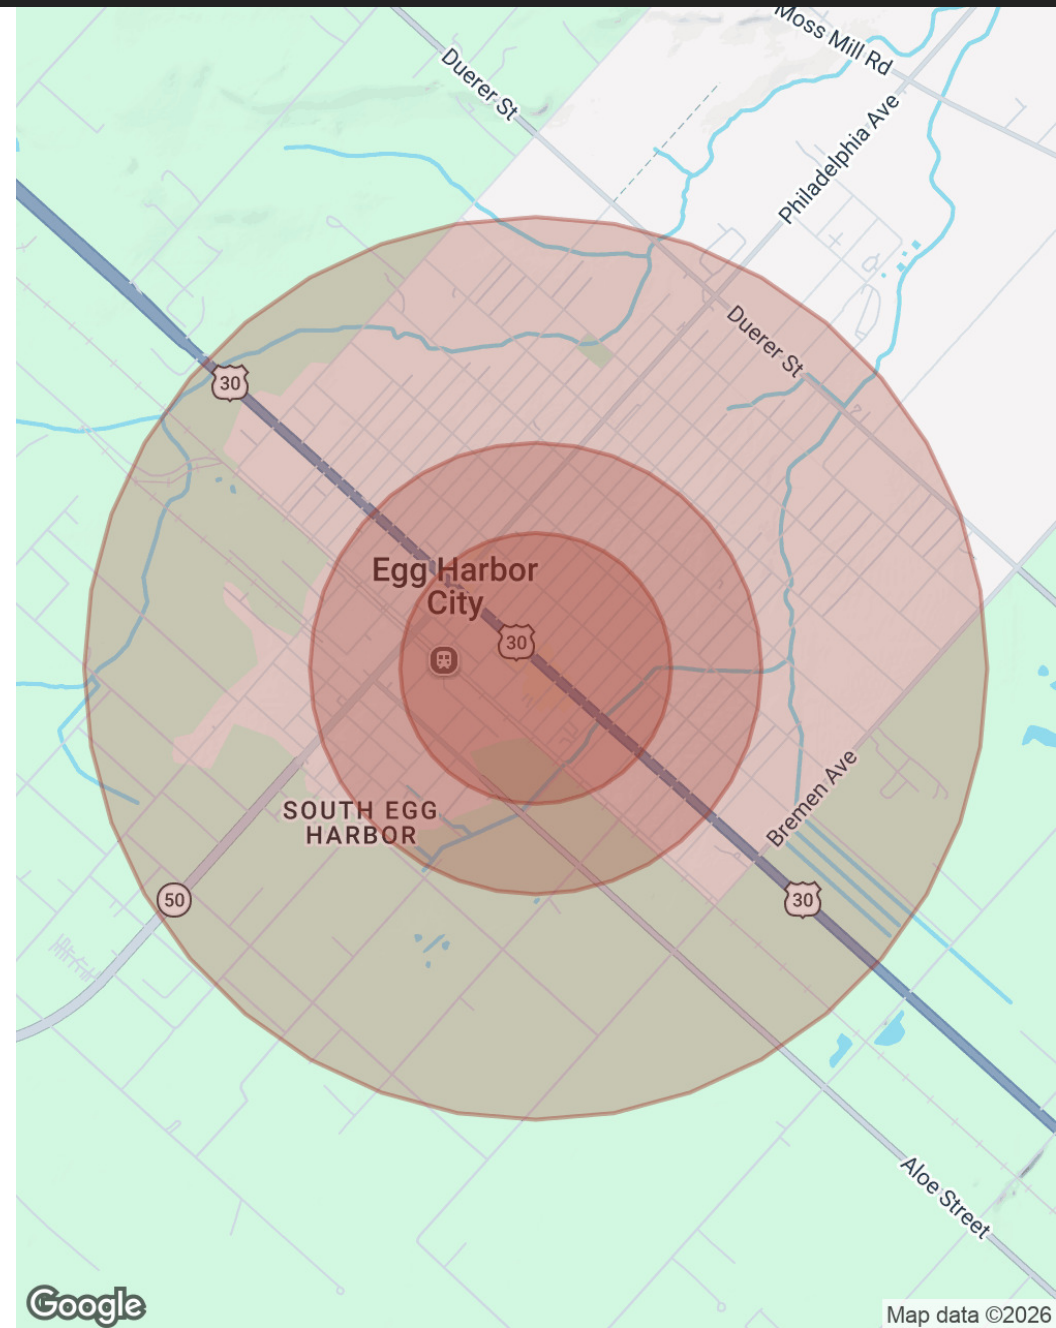 Moss Mill Rd
Duerer St
Philadelphia Ave
Duerer St
30
Egg Harbor
City
30
Bremen Ave
SOUTH EGG
HARBOR
50
30
Aloe Street
Google
Map data ©2026